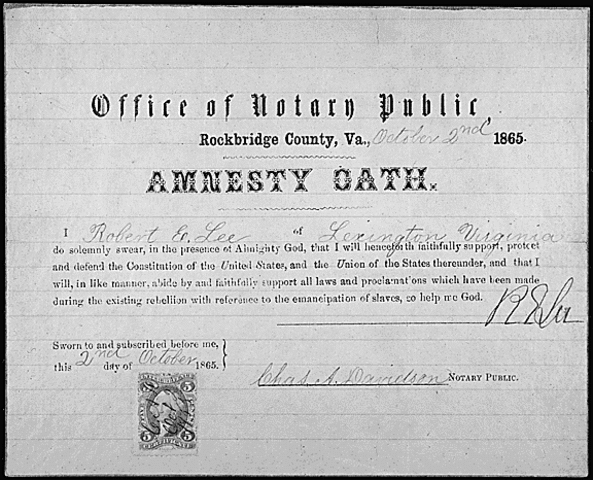 Office of Notary Public,
Rockbridge County, Va., October 2nd 1865.
AMNESTY OATH.
I Robert E. Lee of Lexington Virginia
do solemnly swear, in the presence of Almighty God, that I will henceforth faithfully support, protect
and defend the Constitution of the United States, and the Union of the States thereunder, and that I
will, in like manner, abide by and faithfully support all laws and proclamations which have been made
during the existing rebellion with reference to the emancipation of slaves, so help me God.
R E Lee
Sworn to and subscribed before me,
this 2nd day of October 1865.
Chas. A. Davidson NOTARY PUBLIC.
5 5
CERTIFICATE